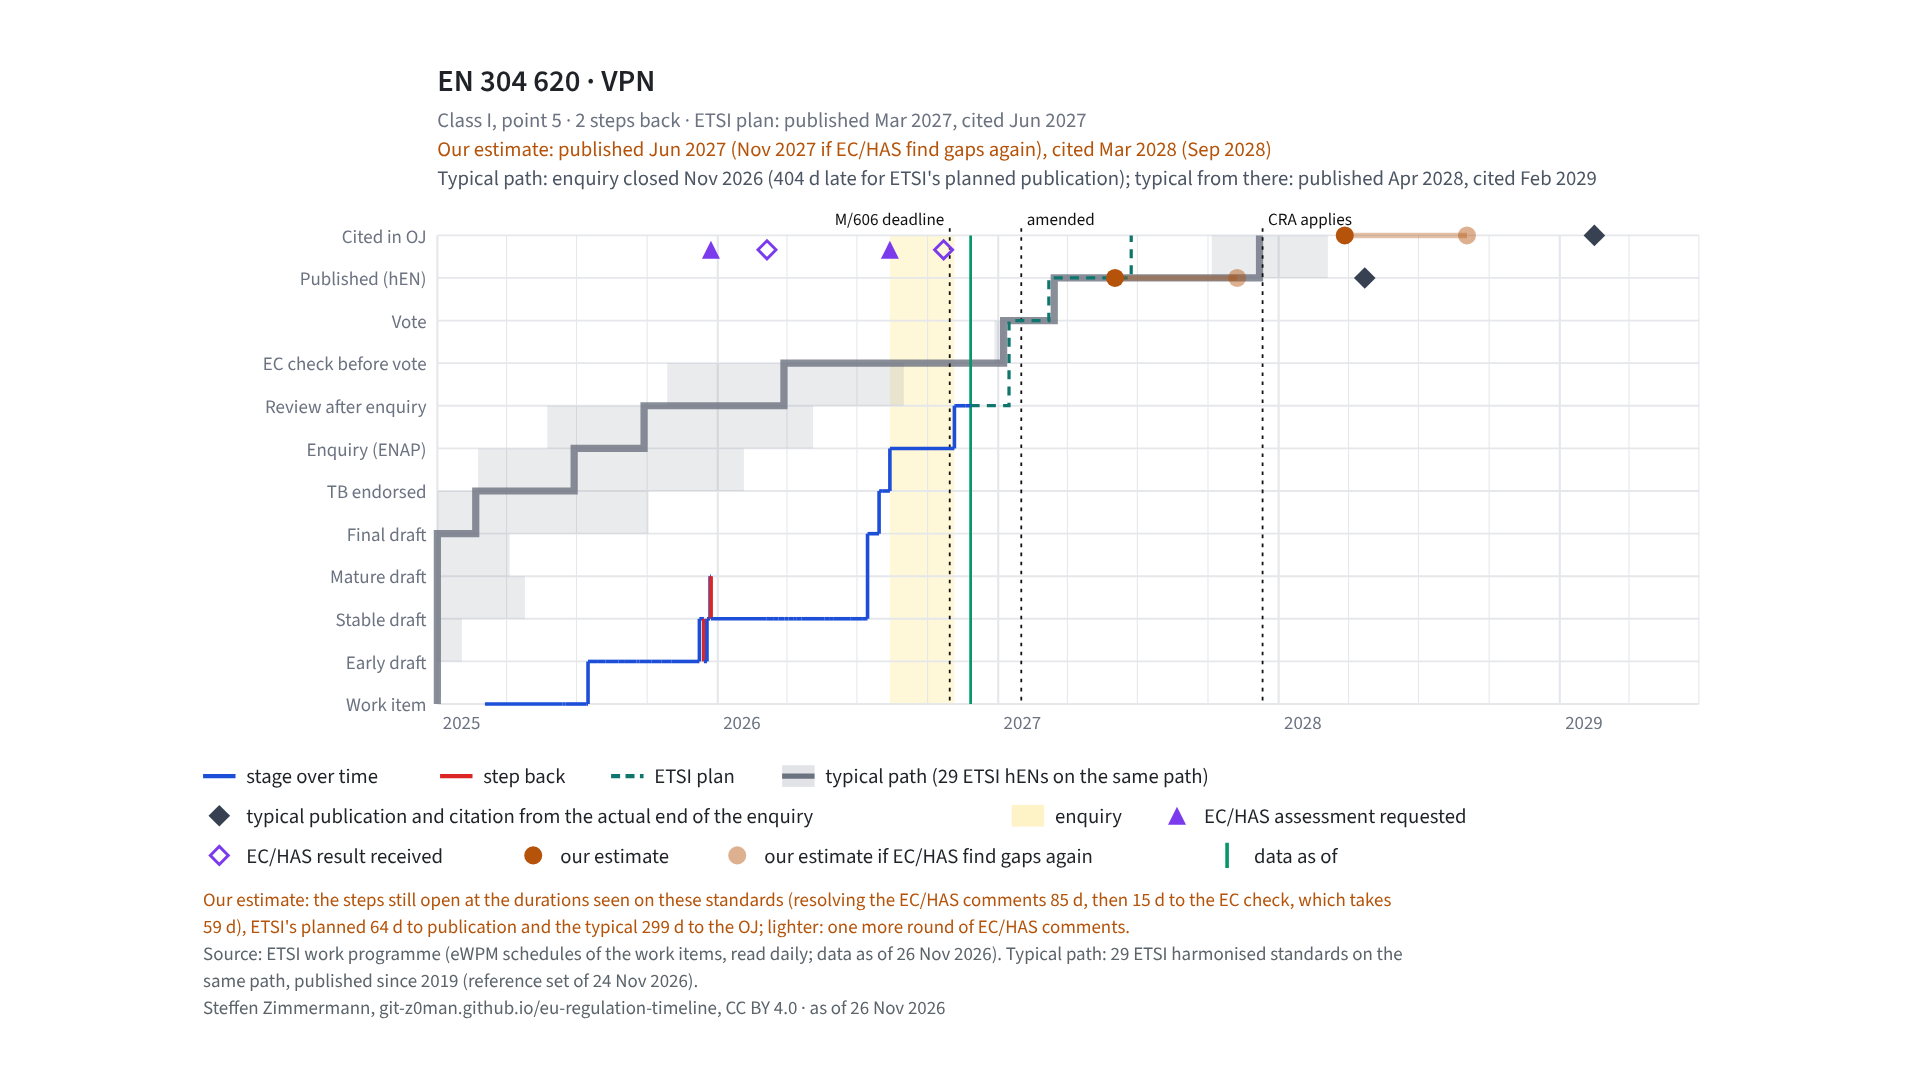 EN 304 620 · VPN
Class I, point 5 · 2 steps back · ETSI plan: published Mar 2027, cited Jun 2027
Our estimate: published Jun 2027 (Nov 2027 if EC/HAS find gaps again), cited Mar 2028 (Sep 2028)
Typical path: enquiry closed Nov 2026 (404 d late for ETSI's planned publication); typical from there: published Apr 2028, cited Feb 2029
M/606 deadline
amended
CRA applies
Cited in OJ
Published (hEN)
Vote
EC check before vote
Review after enquiry
Enquiry (ENAP)
TB endorsed
Final draft
Mature draft
Stable draft
Early draft
Work item
2025
2026
2027
2028
2029
stage over time
step back
ETSI plan
typical path (29 ETSI hENs on the same path)
typical publication and citation from the actual end of the enquiry
enquiry
EC/HAS assessment requested
EC/HAS result received
our estimate
our estimate if EC/HAS find gaps again
data as of
Our estimate: the steps still open at the durations seen on these standards (resolving the EC/HAS comments 85 d, then 15 d to the EC check, which takes
59 d), ETSI's planned 64 d to publication and the typical 299 d to the OJ; lighter: one more round of EC/HAS comments.
Source: ETSI work programme (eWPM schedules of the work items, read daily; data as of 26 Nov 2026). Typical path: 29 ETSI harmonised standards on the
same path, published since 2019 (reference set of 24 Nov 2026).
Steffen Zimmermann, git-z0man.github.io/eu-regulation-timeline, CC BY 4.0 · as of 26 Nov 2026